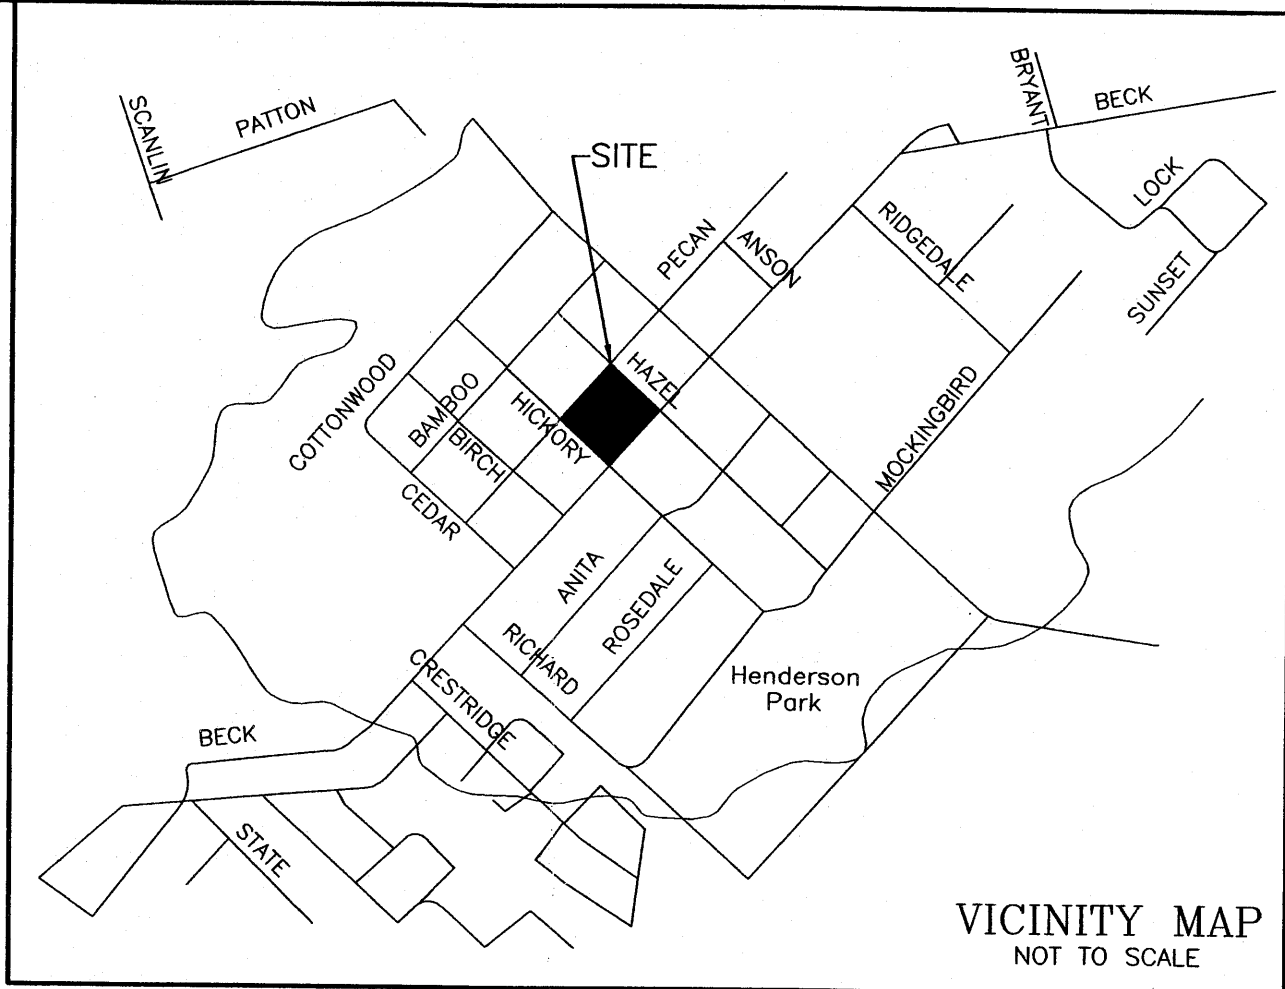 BRYANT
BECK
SCANLIN
PATTON
SITE
LOCK
PECAN
ANSON
RIDGEDALE
SUNSET
HAZEL
COTTONWOOD
BAMBOO
HICKORY
MOCKINGBIRD
BIRCH
CEDAR
ANITA
ROSEDALE
RICHARD
CRESTRIDGE
Henderson
Park
BECK
STATE
VICINITY MAP
NOT TO SCALE